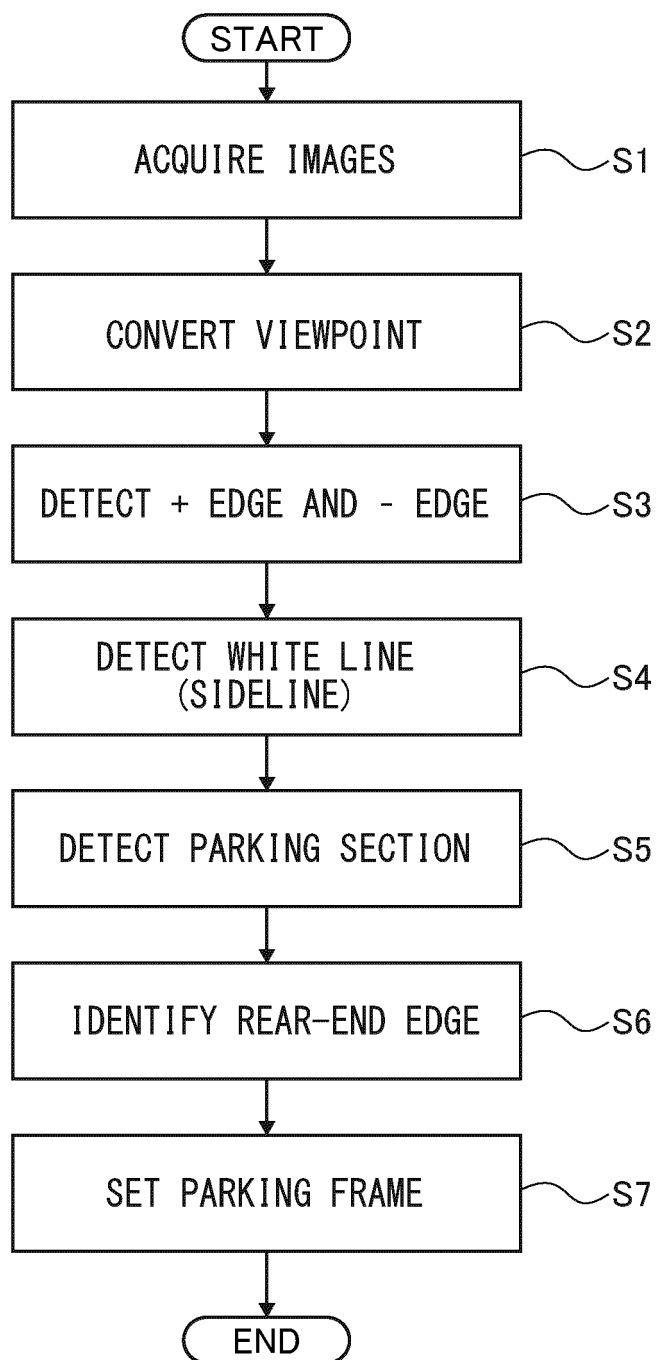 START
ACQUIRE IMAGES
S1
CONVERT VIEWPOINT
S2
DETECT + EDGE AND - EDGE
S3
DETECT WHITE LINE
(SIDELINE)
S4
DETECT PARKING SECTION
S5
IDENTIFY REAR-END EDGE
S6
SET PARKING FRAME
S7
END